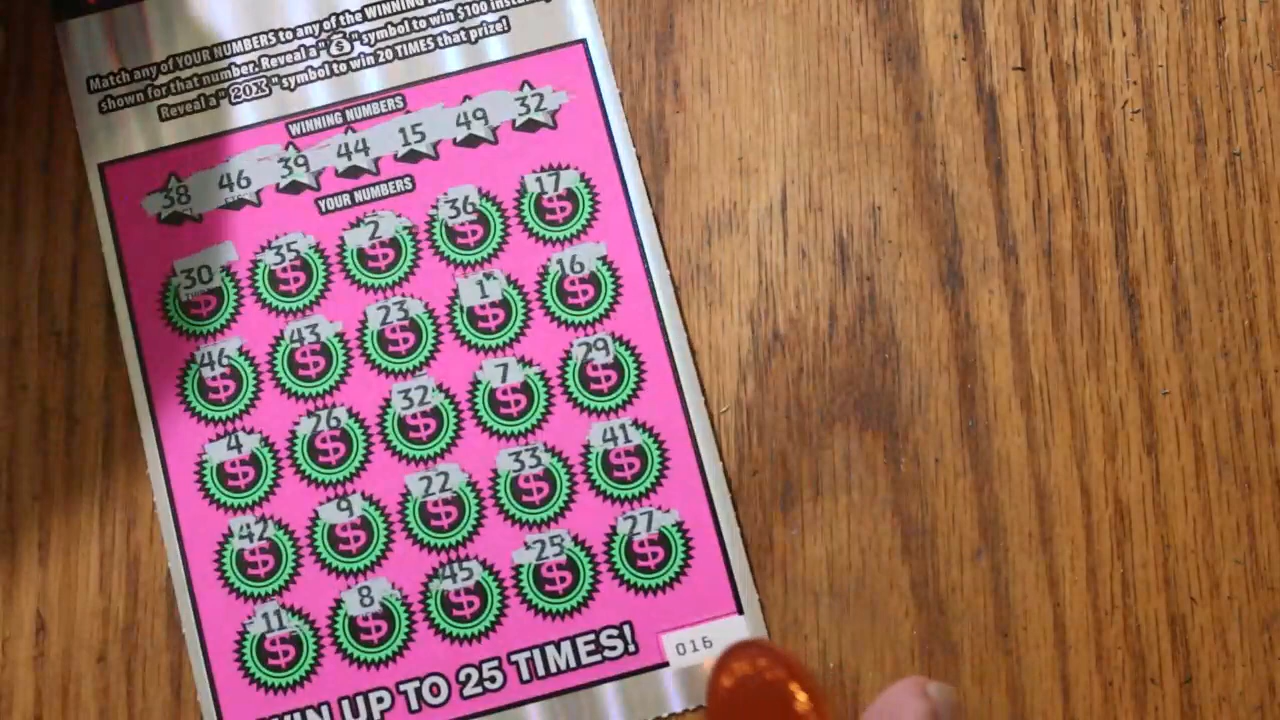 Match any of YOUR NUMBERS to any of the WINNING
shown for that number. Reveal a " $ " symbol to win $100
Reveal a " 20X " symbol to win 20 TIMES that prize!
WINNING NUMBERS
38 46 39 44 15 49 32
YOUR NUMBERS
30 35 2 36 17
46 43 23 1 16
4 26 32 7 29
42 9 22 33 41
11 8 45 25 27
WIN UP TO 25 TIMES!
016